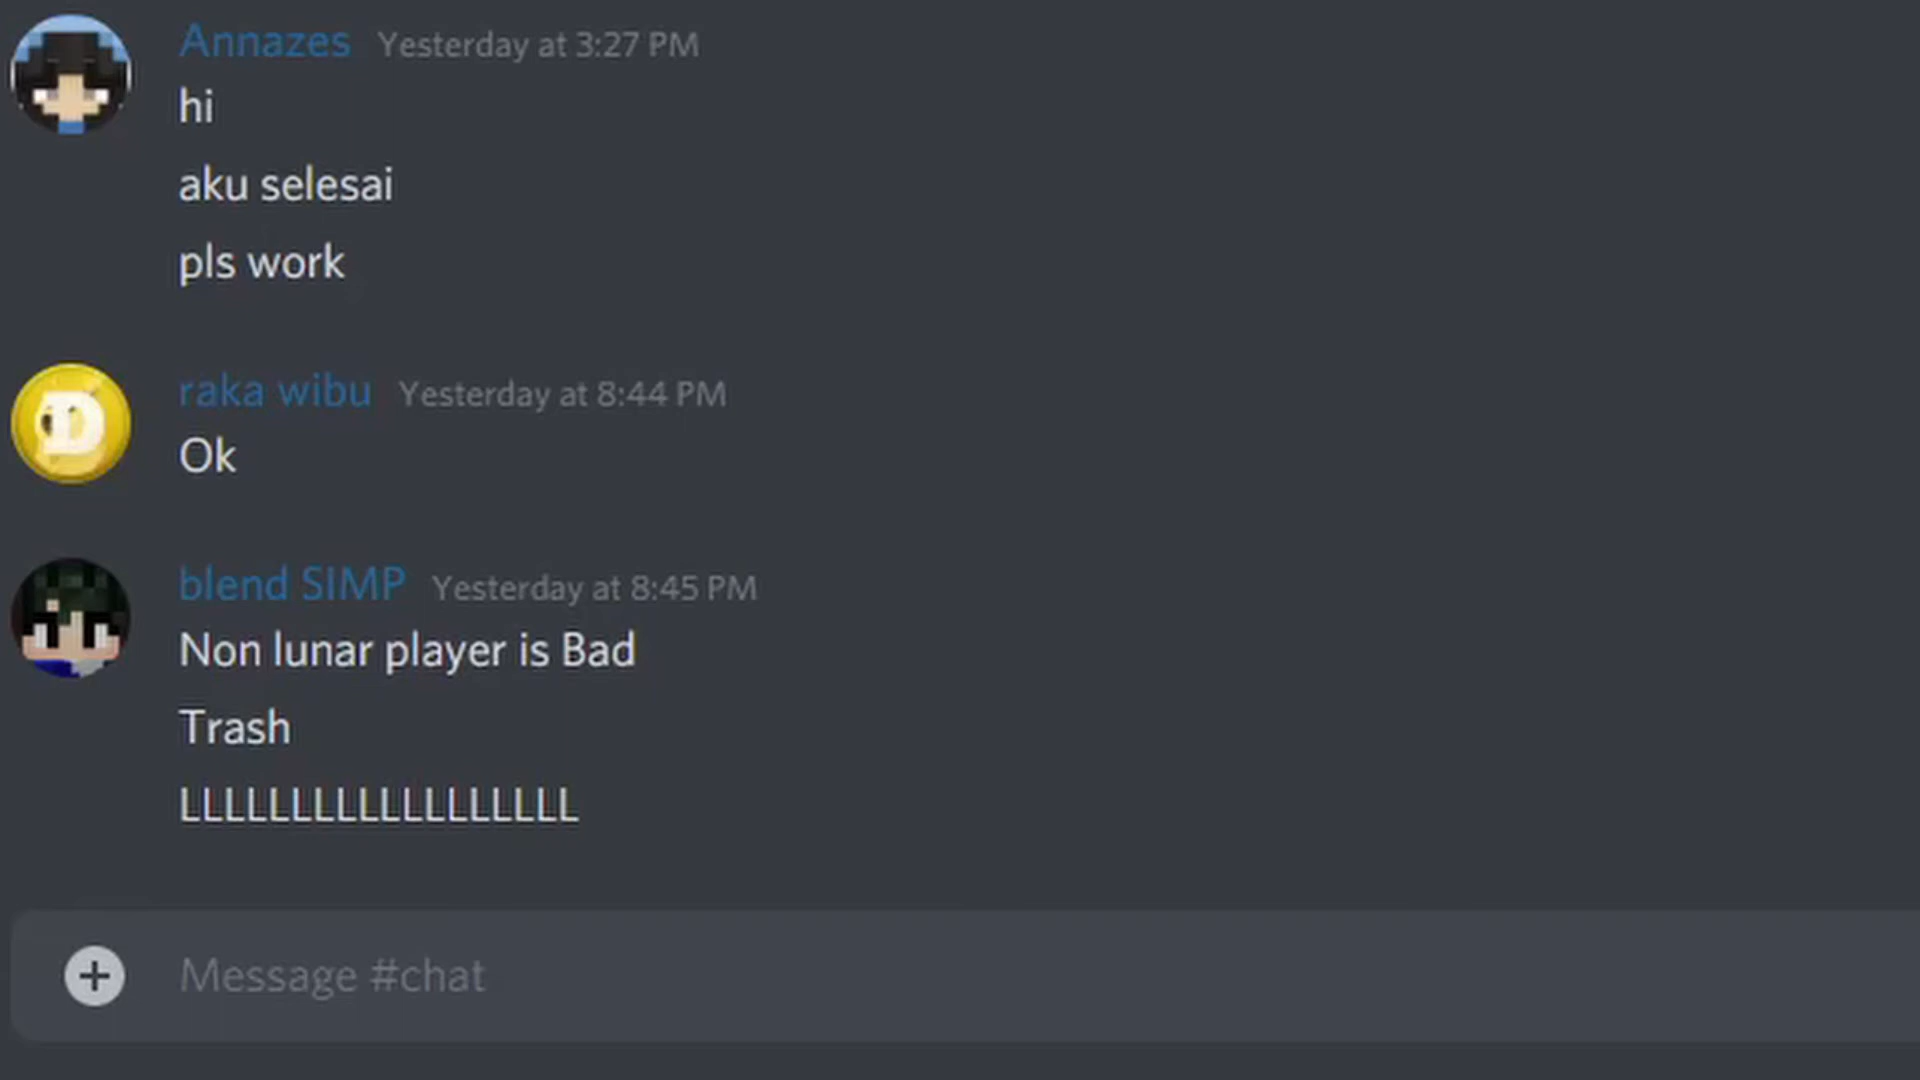 Annazes Yesterday at 3:27 PM
hi
aku selesai
pls work
raka wibu Yesterday at 8:44 PM
Ok
blend SIMP Yesterday at 8:45 PM
Non lunar player is Bad
Trash
LLLLLLLLLLLLLLLLLL
Message #chat